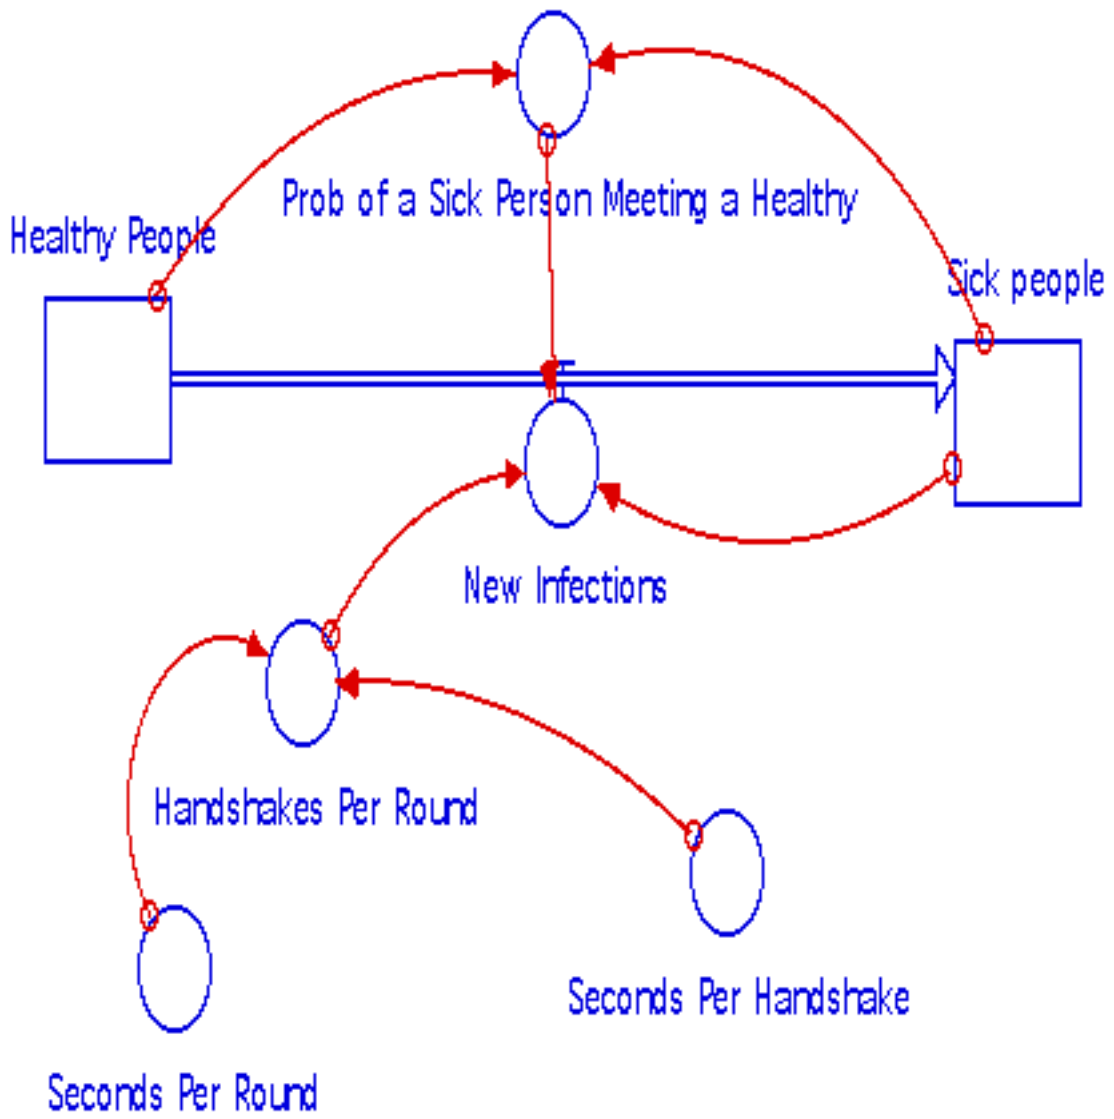 Prob of a Sick Person Meeting a Healthy
Healthy People
Sick people
New Infections
Handshakes Per Round
Seconds Per Handshake
Seconds Per Round